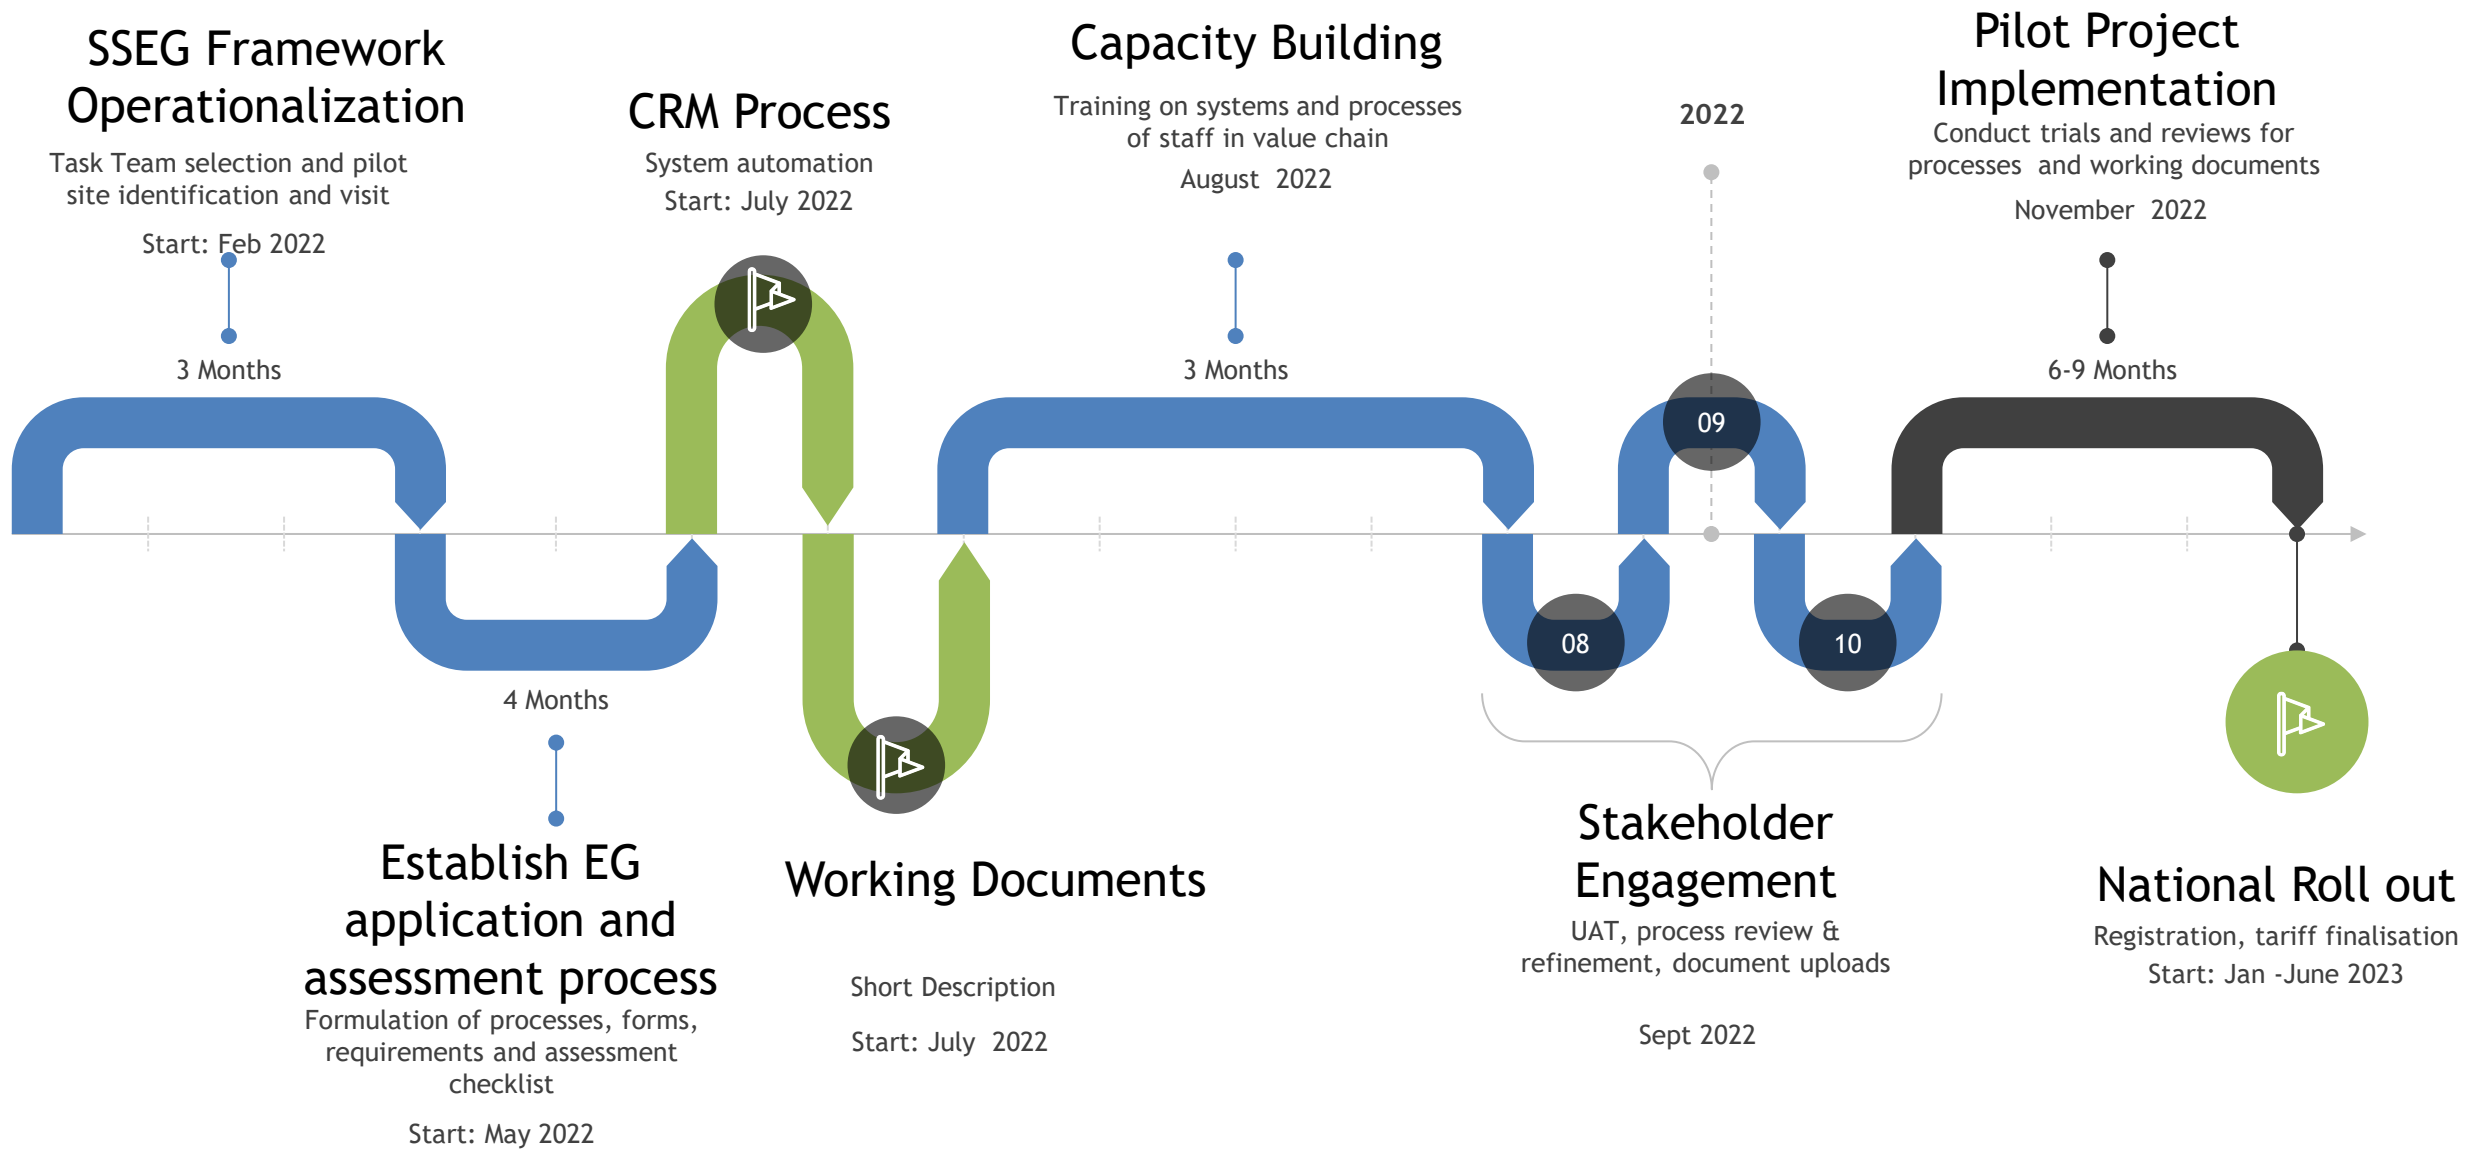 SSEG Framework
Operationalization
Task Team selection and pilot
site identification and visit
Start: Feb 2022
3 Months
CRM Process
System automation
Start: July 2022
Capacity Building
Training on systems and processes
of staff in value chain
August  2022
3 Months
2022
Pilot Project
Implementation
Conduct trials and reviews for
processes  and working documents
November  2022
6-9 Months
09
08
10
4 Months
Establish EG
application and
assessment process
Formulation of processes, forms,
requirements and assessment
checklist
Start: May 2022
Working Documents
Short Description
Start: July  2022
Stakeholder
Engagement
UAT, process review &
refinement, document uploads
Sept 2022
National Roll out
Registration, tariff finalisation
Start: Jan -June 2023